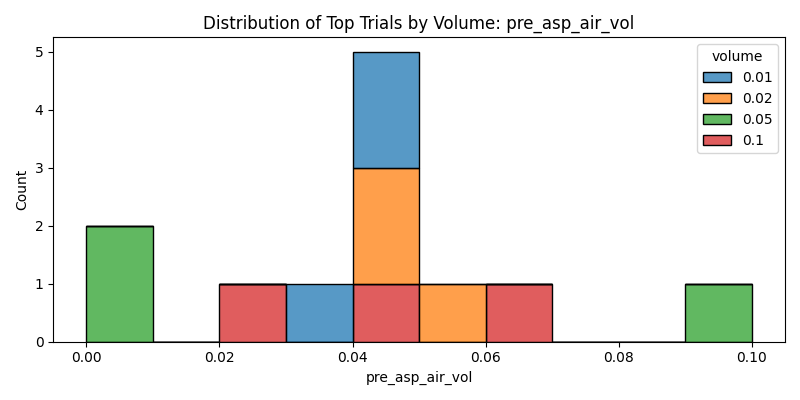 Distribution of Top Trials by Volume: pre_asp_air_vol
volume
0.01
0.02
0.05
0.1
Count
5
4
3
2
1
0
0.00 0.02 0.04 0.06 0.08 0.10
pre_asp_air_vol